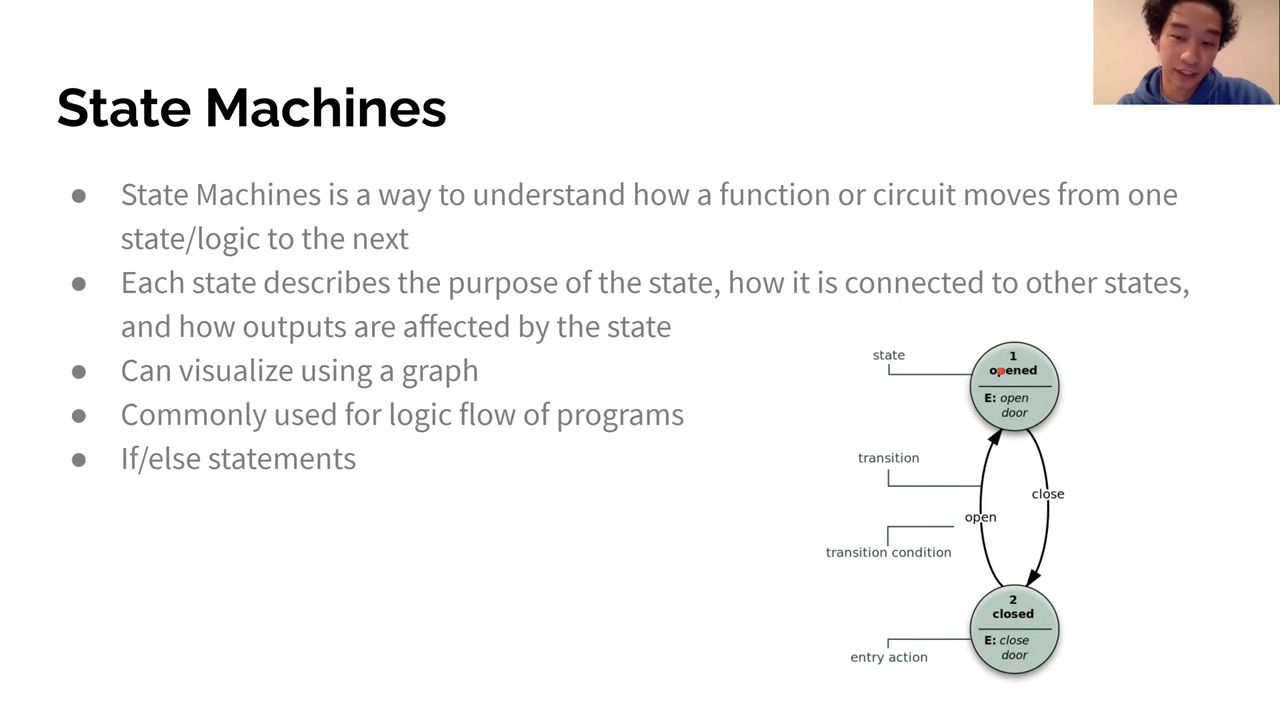 State Machines
● State Machines is a way to understand how a function or circuit moves from one
state/logic to the next
● Each state describes the purpose of the state, how it is connected to other states,
and how outputs are affected by the state
● Can visualize using a graph
● Commonly used for logic flow of programs
● If/else statements
state
1
opened
E: open
door
transition
close
open
transition condition
2
closed
E: close
door
entry action